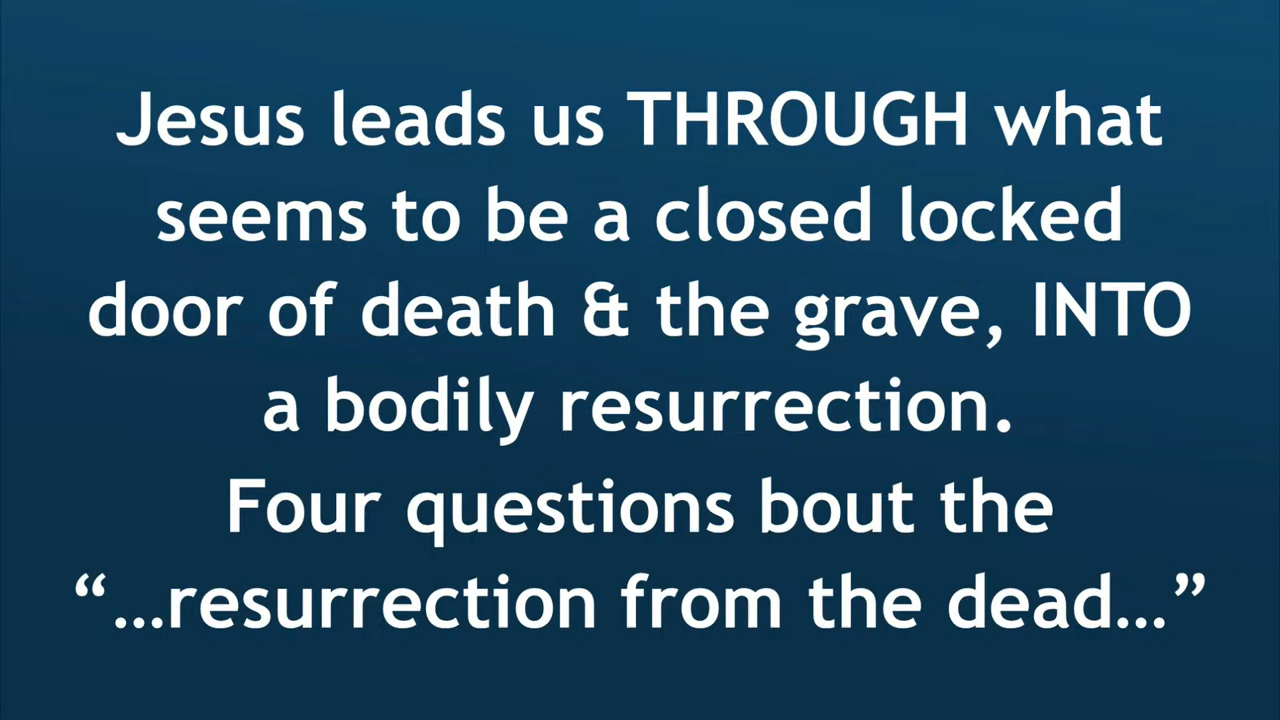 Jesus leads us THROUGH what
seems to be a closed locked
door of death & the grave, INTO
a bodily resurrection.
Four questions bout the
“…resurrection from the dead…”